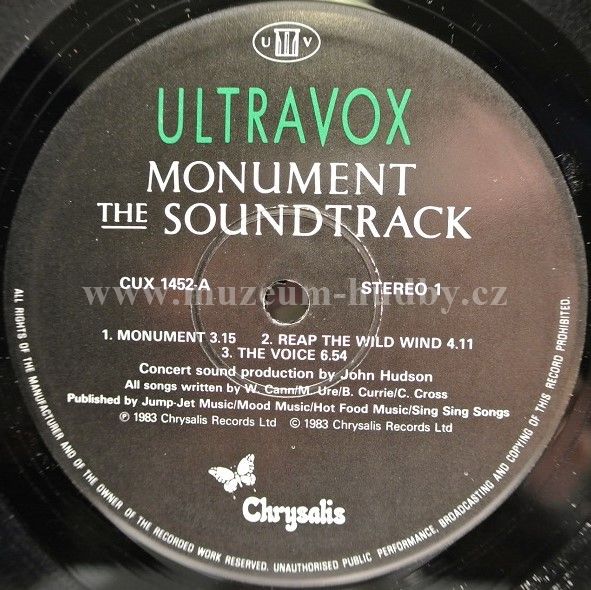 U V
ULTRAVOX
MONUMENT
THE SOUNDTRACK
CUX 1452-A STEREO 1
www.muzeum-hudby.cz
1. MONUMENT 3.15 2. REAP THE WILD WIND 4.11
3. THE VOICE 6.54
Concert sound production by John Hudson
All songs written by W. Cann/M. Ure/B. Currie/C. Cross
Published by Jump-Jet Music/Mood Music/Hot Food Music/Sing Sing Songs
℗ 1983 Chrysalis Records Ltd © 1983 Chrysalis Records Ltd
Chrysalis
ALL RIGHTS OF THE MANUFACTURER AND OF THE OWNER OF THE RECORDED WORK RESERVED. UNAUTHORISED PUBLIC PERFORMANCE, BROADCASTING AND COPYING OF THIS RECORD PROHIBITED.